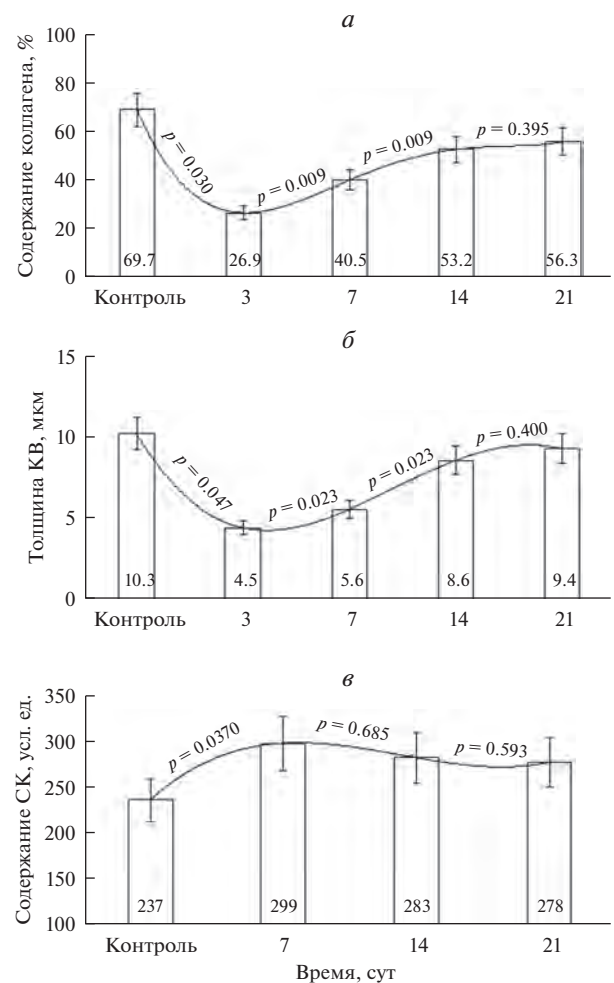 а
Содержание коллагена, %
100
80
60
40
20
0
p = 0.030
p = 0.009
p = 0.009
p = 0.395
69.7
26.9
40.5
53.2
56.3
Контроль
3
7
14
21
б
Толщина КВ, мкм
15
10
5
0
p = 0.047
p = 0.023
p = 0.023
p = 0.400
10.3
4.5
5.6
8.6
9.4
Контроль
3
7
14
21
в
Содержание СК, усл. ед.
350
300
250
200
150
100
p = 0.0370
p = 0.685
p = 0.593
237
299
283
278
Контроль
7
14
21
Время, сут